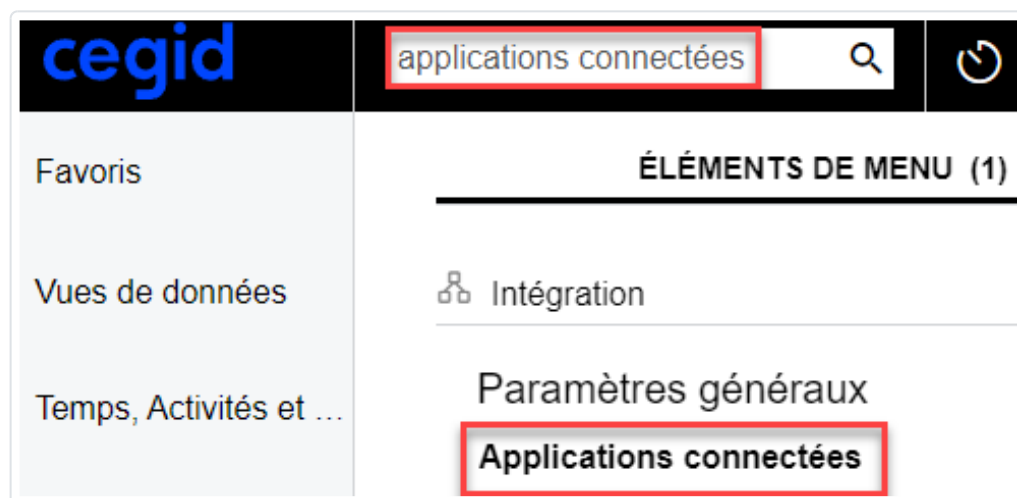 cegid
applications connectées
Favoris
ÉLÉMENTS DE MENU (1)
Vues de données
Intégration
Temps, Activités et ...
Paramètres généraux
Applications connectées